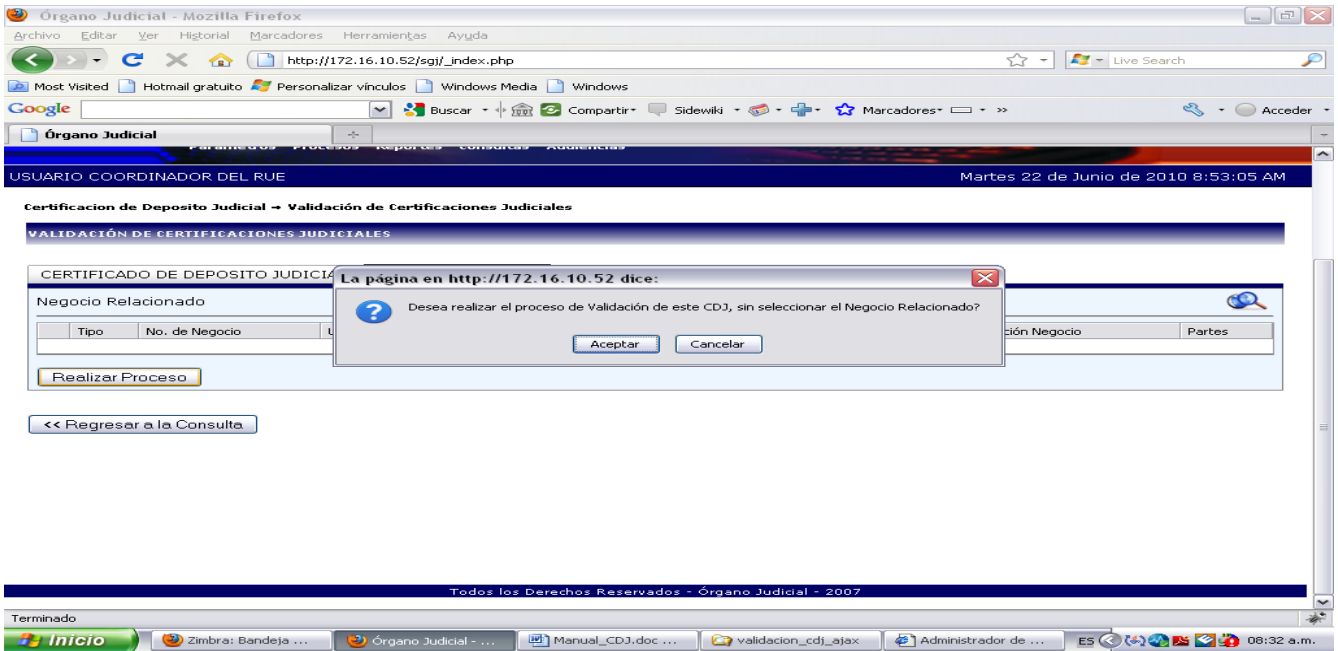 Órgano Judicial - Mozilla Firefox
Archivo Editar Ver Historial Marcadores Herramientas Ayuda
http://172.16.10.52/sgj/_index.php
Live Search
Most Visited Hotmail gratuito Personalizar vínculos Windows Media Windows
Google Buscar Compartir Sidewiki Marcadores » Acceder
Órgano Judicial
Parametros Procesos Reportes Consultas Audiencias
USUARIO COORDINADOR DEL RUE Martes 22 de Junio de 2010 8:53:05 AM
Certificacion de Deposito Judicial → Validación de Certificaciones Judiciales
VALIDACIÓN DE CERTIFICACIONES JUDICIALES
CERTIFICADO DE DEPOSITO JUDICIA
La página en http://172.16.10.52 dice:
Desea realizar el proceso de Validación de este CDJ, sin seleccionar el Negocio Relacionado?
Aceptar Cancelar
Negocio Relacionado
Tipo No. de Negocio U ción Negocio Partes
Realizar Proceso
<< Regresar a la Consulta
Todos los Derechos Reservados - Órgano Judicial - 2007
Terminado
Inicio Zimbra: Bandeja ... Órgano Judicial - ... Manual_CDJ.doc ... validacion_cdj_ajax Administrador de ... ES 08:32 a.m.